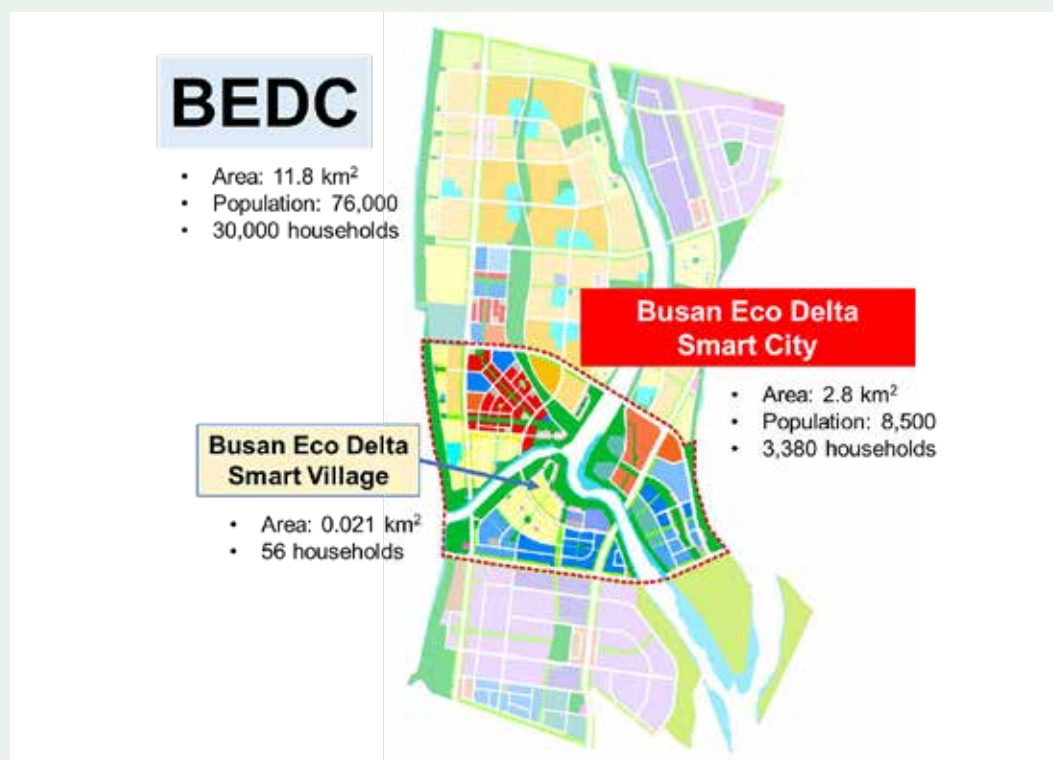 BEDC
• Area: 11.8 km²
• Population: 76,000
• 30,000 households
Busan Eco Delta
Smart City
• Area: 2.8 km²
• Population: 8,500
• 3,380 households
Busan Eco Delta
Smart Village
• Area: 0.021 km²
• 56 households